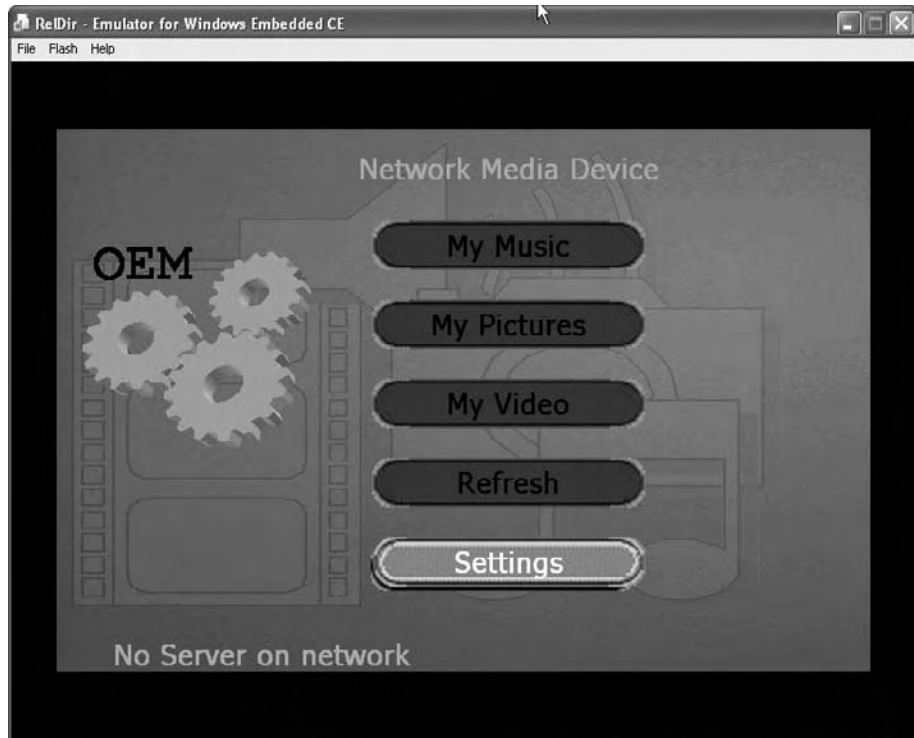 RelDir - Emulator for Windows Embedded CE
File Flash Help
Network Media Device
OEM
My Music
My Pictures
My Video
Refresh
Settings
No Server on network